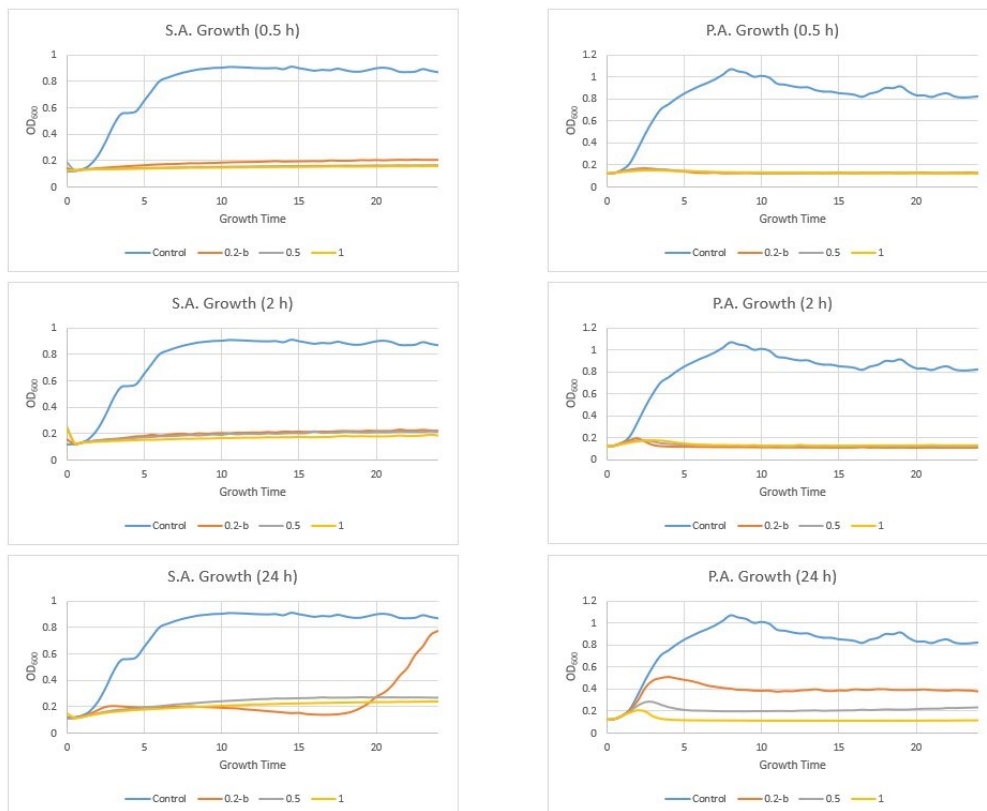 S.A. Growth (0.5 h)
1
0.8
0.6
0.4
0.2
0
OD600
0 5 10 15 20
Growth Time
Control 0.2-b 0.5 1
P.A. Growth (0.5 h)
1.2
1
0.8
0.6
0.4
0.2
0
OD600
0 5 10 15 20
Growth Time
Control 0.2-b 0.5 1
S.A. Growth (2 h)
1
0.8
0.6
0.4
0.2
0
OD600
0 5 10 15 20
Growth Time
Control 0.2-b 0.5 1
P.A. Growth (2 h)
1.2
1
0.8
0.6
0.4
0.2
0
OD600
0 5 10 15 20
Growth Time
Control 0.2-b 0.5 1
S.A. Growth (24 h)
1
0.8
0.6
0.4
0.2
0
OD600
0 5 10 15 20
Growth Time
Control 0.2-b 0.5 1
P.A. Growth (24 h)
1.2
1
0.8
0.6
0.4
0.2
0
OD600
0 5 10 15 20
Growth Time
Control 0.2-b 0.5 1